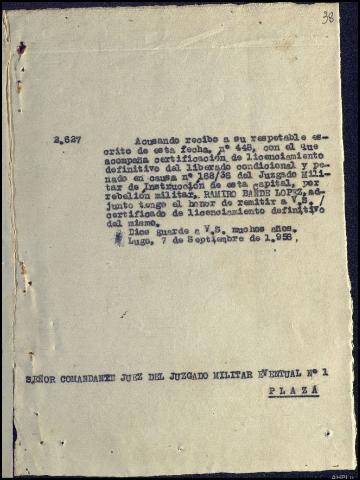 38
2,627 Acusando recibo a su respetable es-
crito de esta fecha, nº 448, con el que
acompaña certificación de licenciamiento
definitivo del liberado condicional y pe-
nado en causa nº 168/36 del Juzgado Mili-
tar de Instrucción de esta capital, por
rebelión militar, RAMIRO BANDE LOPEZ, ad-
junto tengo el honor de remitir a V.S. /
certificado de licenciamiento definitivo
del mismo.
Dios guarde a V.S. muchos años.
Lugo, 7 de Septiembre de 1.958,
SEÑOR COMANDANTE JUEZ DEL JUZGADO MILITAR EVENTUAL Nº 1
PLAZA